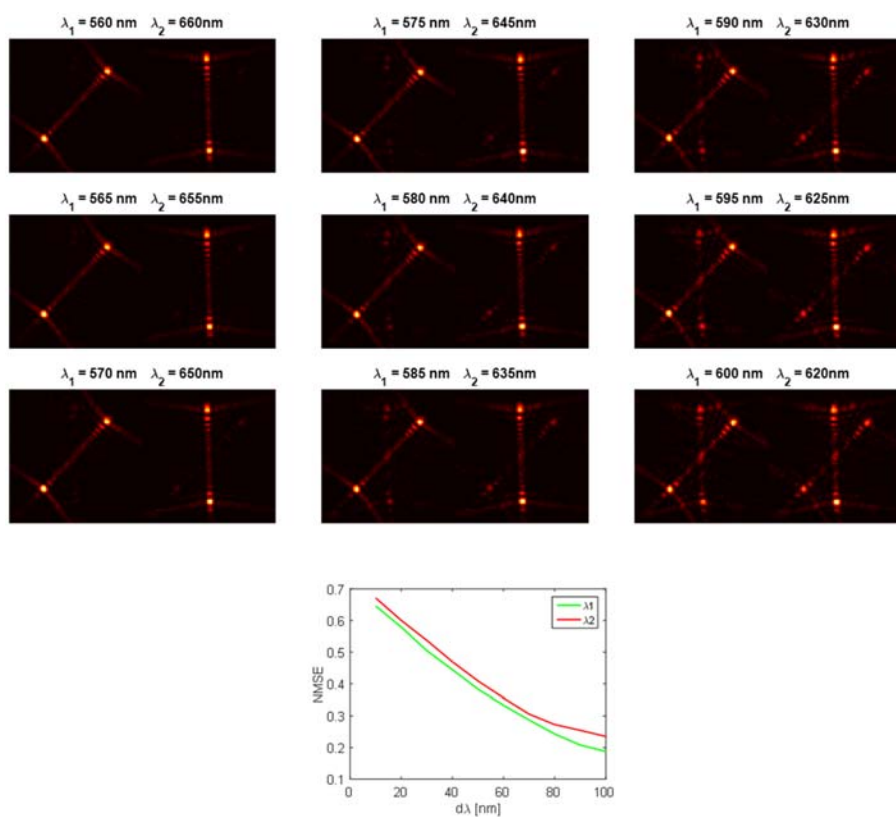 λ1 = 560 nm λ2 = 660nm
λ1 = 575 nm λ2 = 645nm
λ1 = 590 nm λ2 = 630nm
λ1 = 565 nm λ2 = 655nm
λ1 = 580 nm λ2 = 640nm
λ1 = 595 nm λ2 = 625nm
λ1 = 570 nm λ2 = 650nm
λ1 = 585 nm λ2 = 635nm
λ1 = 600 nm λ2 = 620nm
0.7
0.6
0.5
0.4
0.3
0.2
0.1
NMSE
λ1
λ2
0 20 40 60 80 100
dλ [nm]